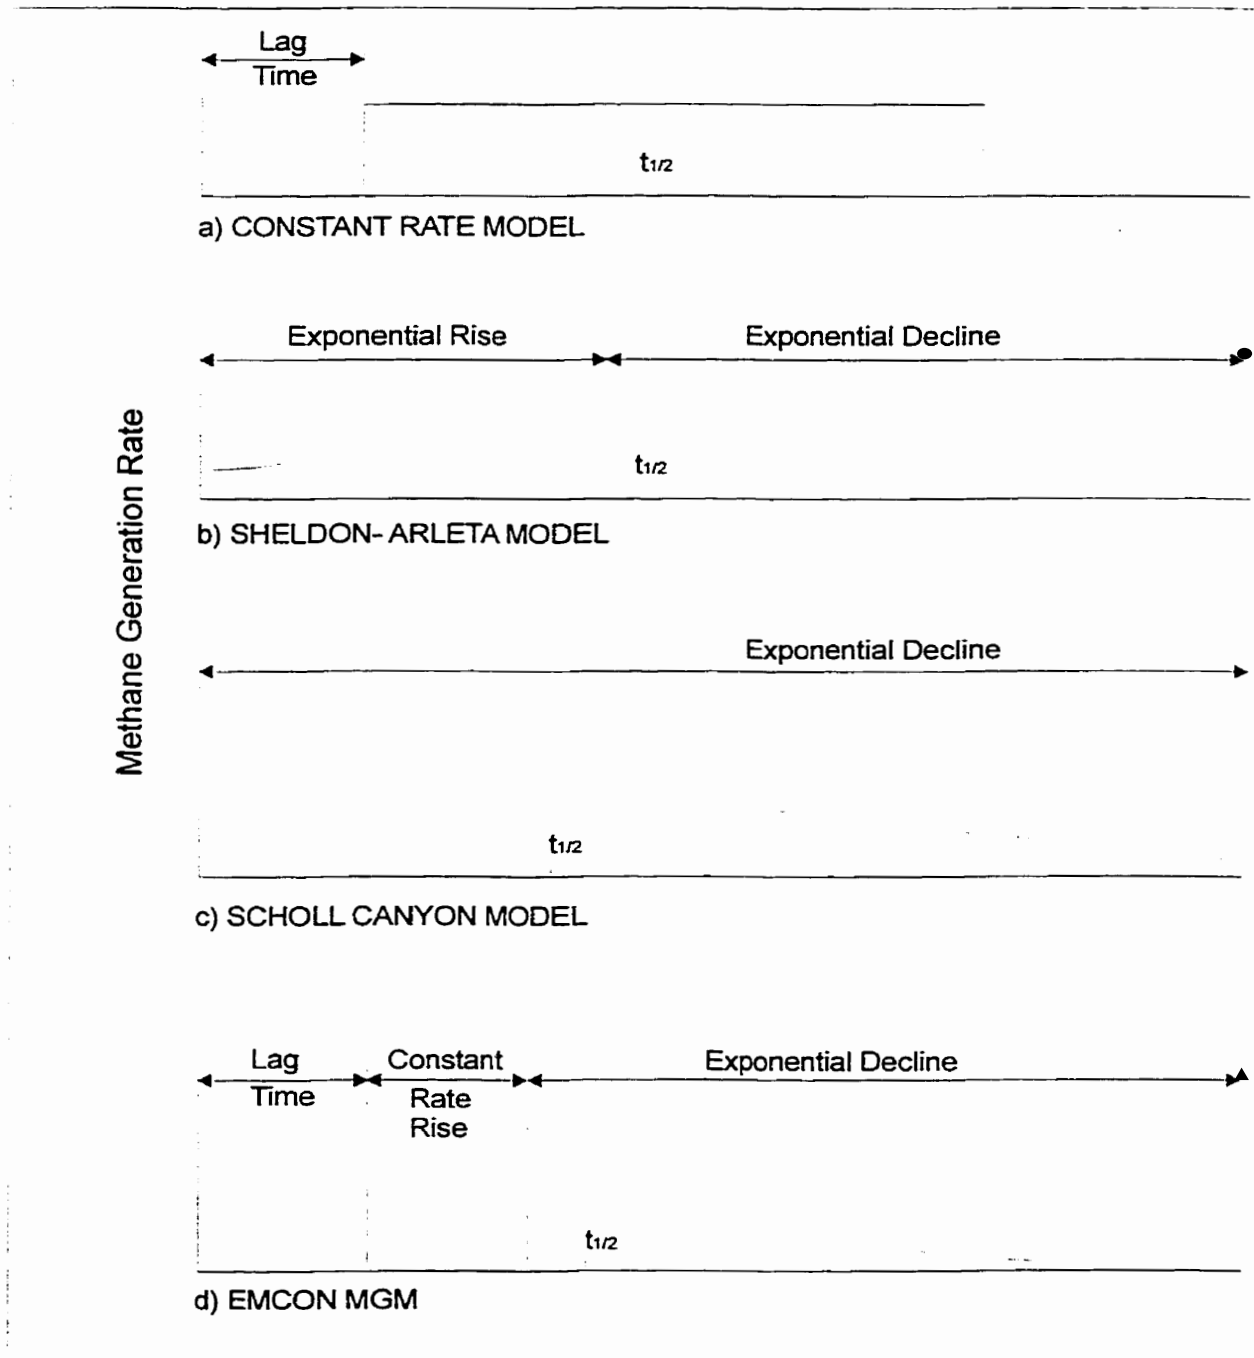 Lag
Time
t1/2
a) CONSTANT RATE MODEL
Exponential Rise
Exponential Decline
t1/2
b) SHELDON- ARLETA MODEL
Methane Generation Rate
Exponential Decline
t1/2
c) SCHOLL CANYON MODEL
Lag
Time
Constant
Rate
Rise
Exponential Decline
t1/2
d) EMCON MGM